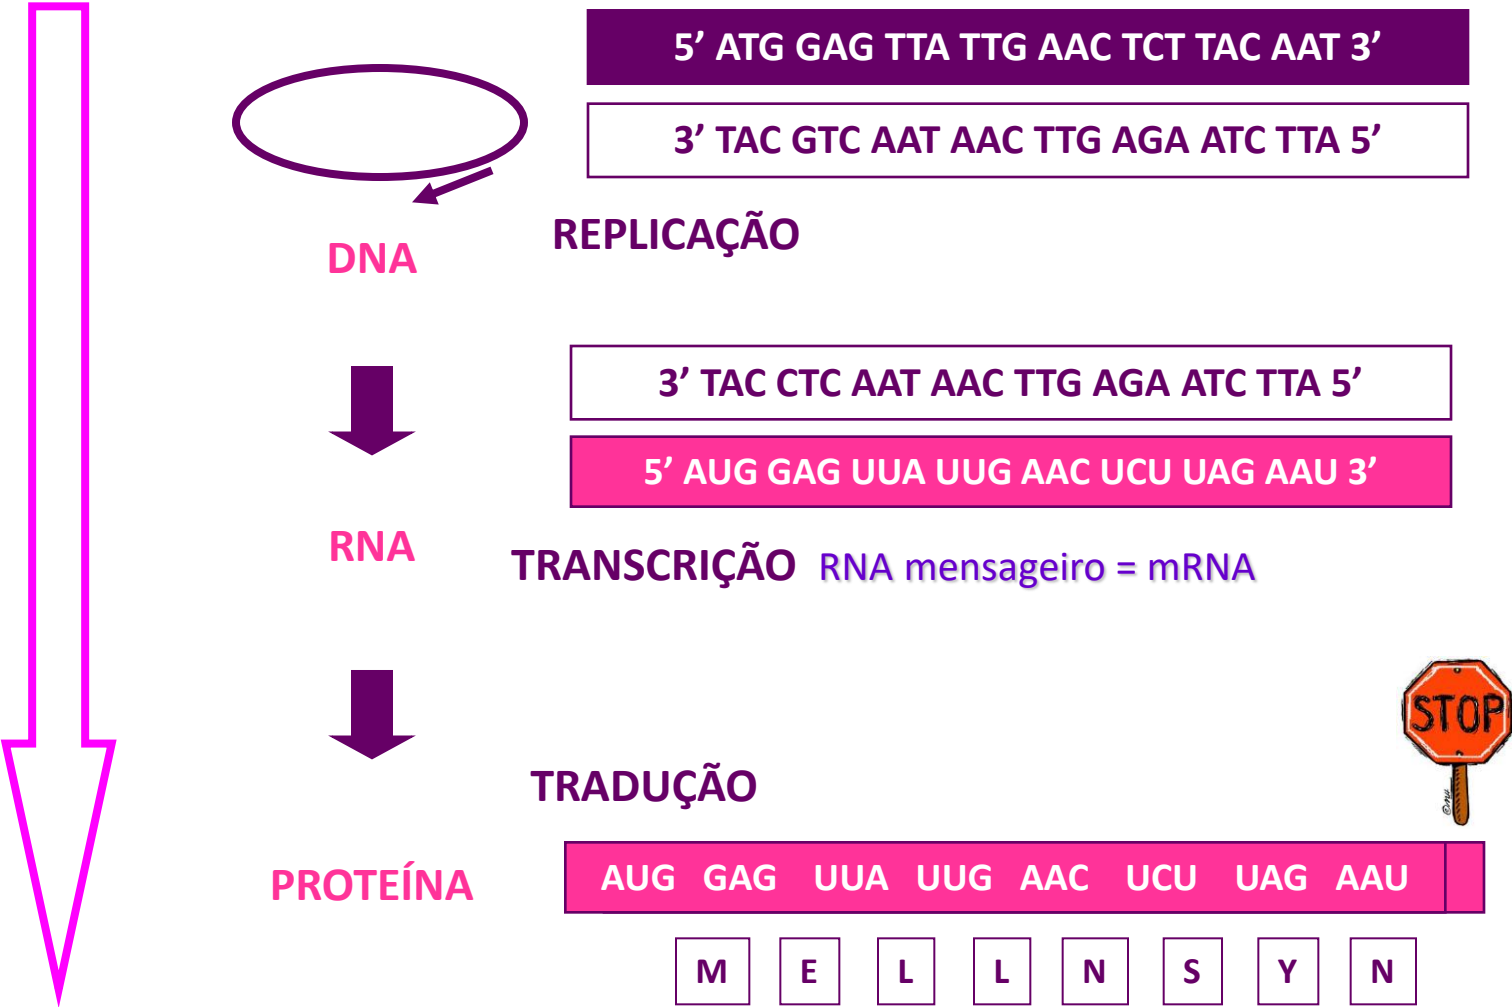 5’ ATG GAG TTA TTG AAC TCT TAC AAT 3’
3’ TAC GTC AAT AAC TTG AGA ATC TTA 5’
REPLICAÇÃO
DNA
3’ TAC CTC AAT AAC TTG AGA ATC TTA 5’
5’ AUG GAG UUA UUG AAC UCU UAG AAU 3’
RNA
TRANSCRIÇÃO RNA mensageiro = mRNA
STOP
TRADUÇÃO
PROTEÍNA
AUG GAG UUA UUG AAC UCU UAG AAU
M E L L N S Y N